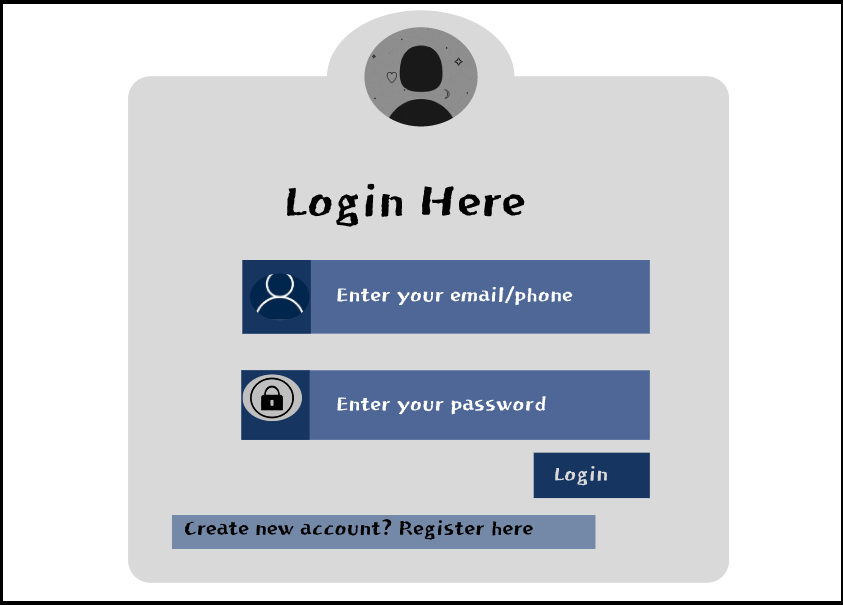 Login Here
Enter your email/phone
Enter your password
Login
Create new account? Register here